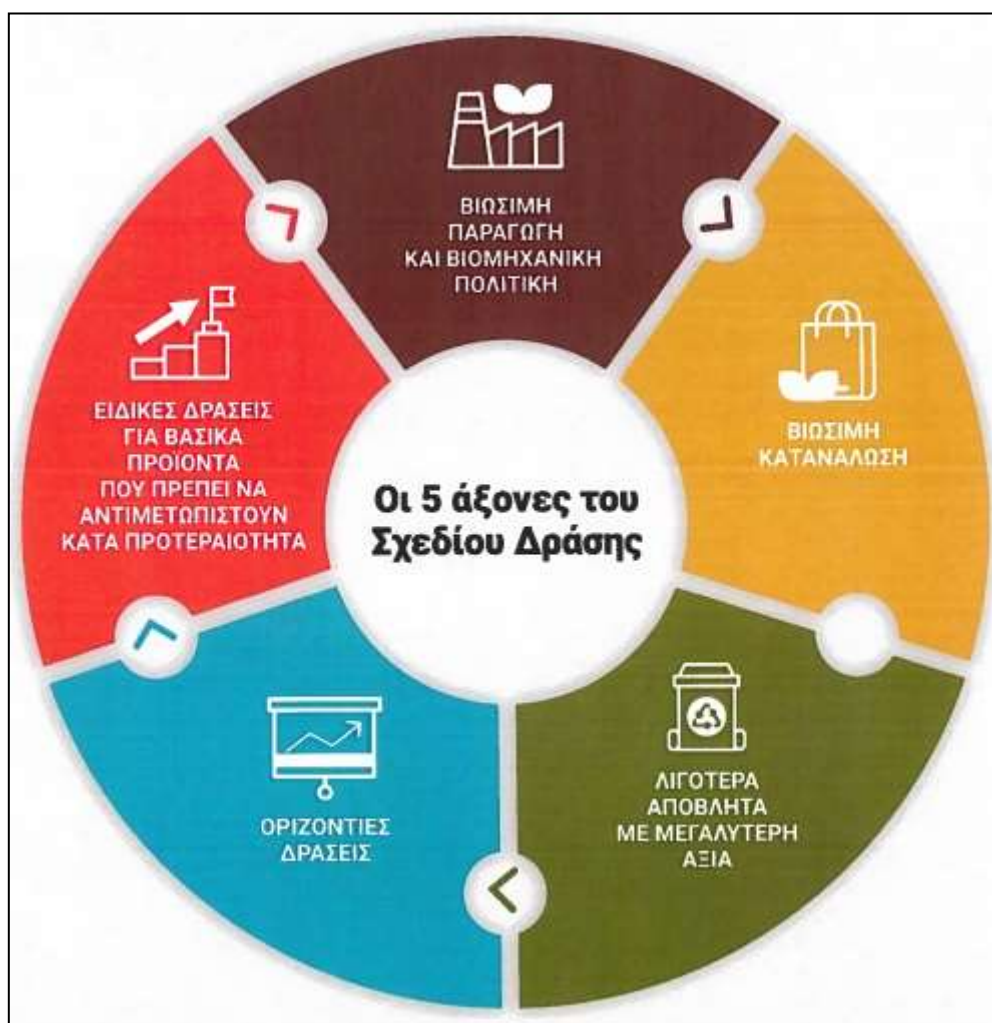 ΒΙΩΣΙΜΗ
ΠΑΡΑΓΩΓΗ
ΚΑΙ ΒΙΟΜΗΧΑΝΙΚΗ
ΠΟΛΙΤΙΚΗ
ΒΙΩΣΙΜΗ
ΚΑΤΑΝΑΛΩΣΗ
ΛΙΓΟΤΕΡΑ
ΑΠΟΒΛΗΤΑ
ΜΕ ΜΕΓΑΛΥΤΕΡΗ
ΑΞΙΑ
ΟΡΙΖΟΝΤΙΕΣ
ΔΡΑΣΕΙΣ
ΕΙΔΙΚΕΣ ΔΡΑΣΕΙΣ
ΓΙΑ ΒΑΣΙΚΑ
ΠΡΟΪΟΝΤΑ
ΠΟΥ ΠΡΕΠΕΙ ΝΑ
ΑΝΤΙΜΕΤΩΠΙΣΤΟΥΝ
ΚΑΤΑ ΠΡΟΤΕΡΑΙΟΤΗΤΑ
Οι 5 άξονες του
Σχεδίου Δράσης